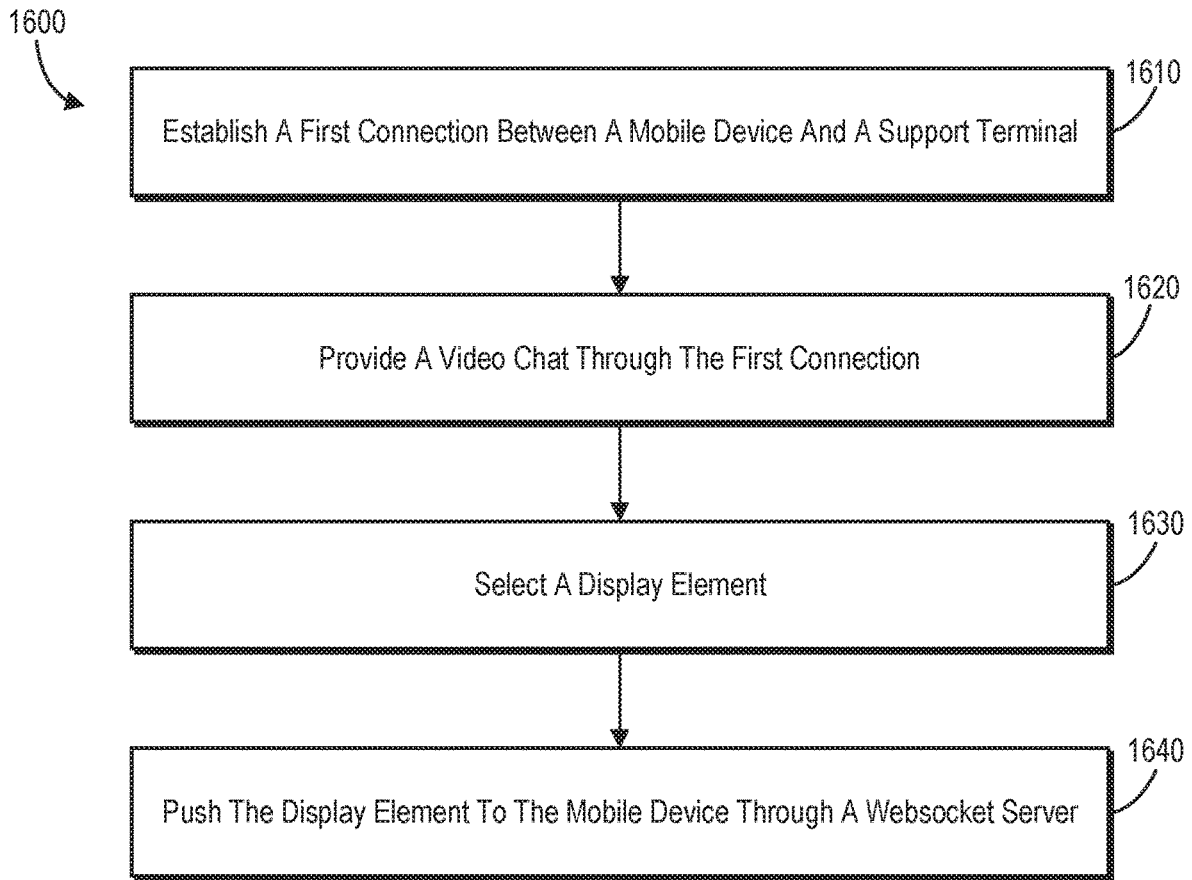 1600
1610
Establish A First Connection Between A Mobile Device And A Support Terminal
1620
Provide A Video Chat Through The First Connection
1630
Select A Display Element
1640
Push The Display Element To The Mobile Device Through A Websocket Server